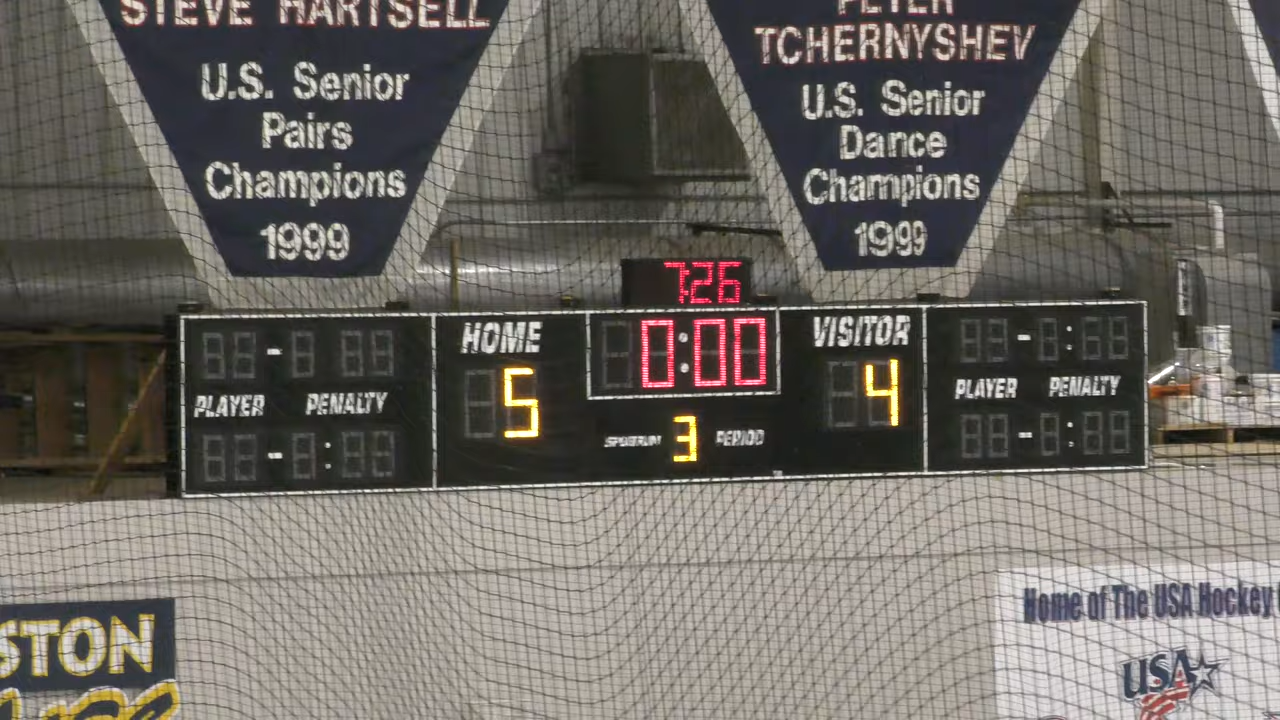 STEVE HARTSELL
U.S. Senior
Pairs
Champions
1999
PETER
TCHERNYSHEV
U.S. Senior
Dance
Champions
1999
7:26
HOME
0:00
VISITOR
5
4
PLAYER PENALTY
PLAYER PENALTY
3 PERIOD
STON
Home of The USA Hockey
USA